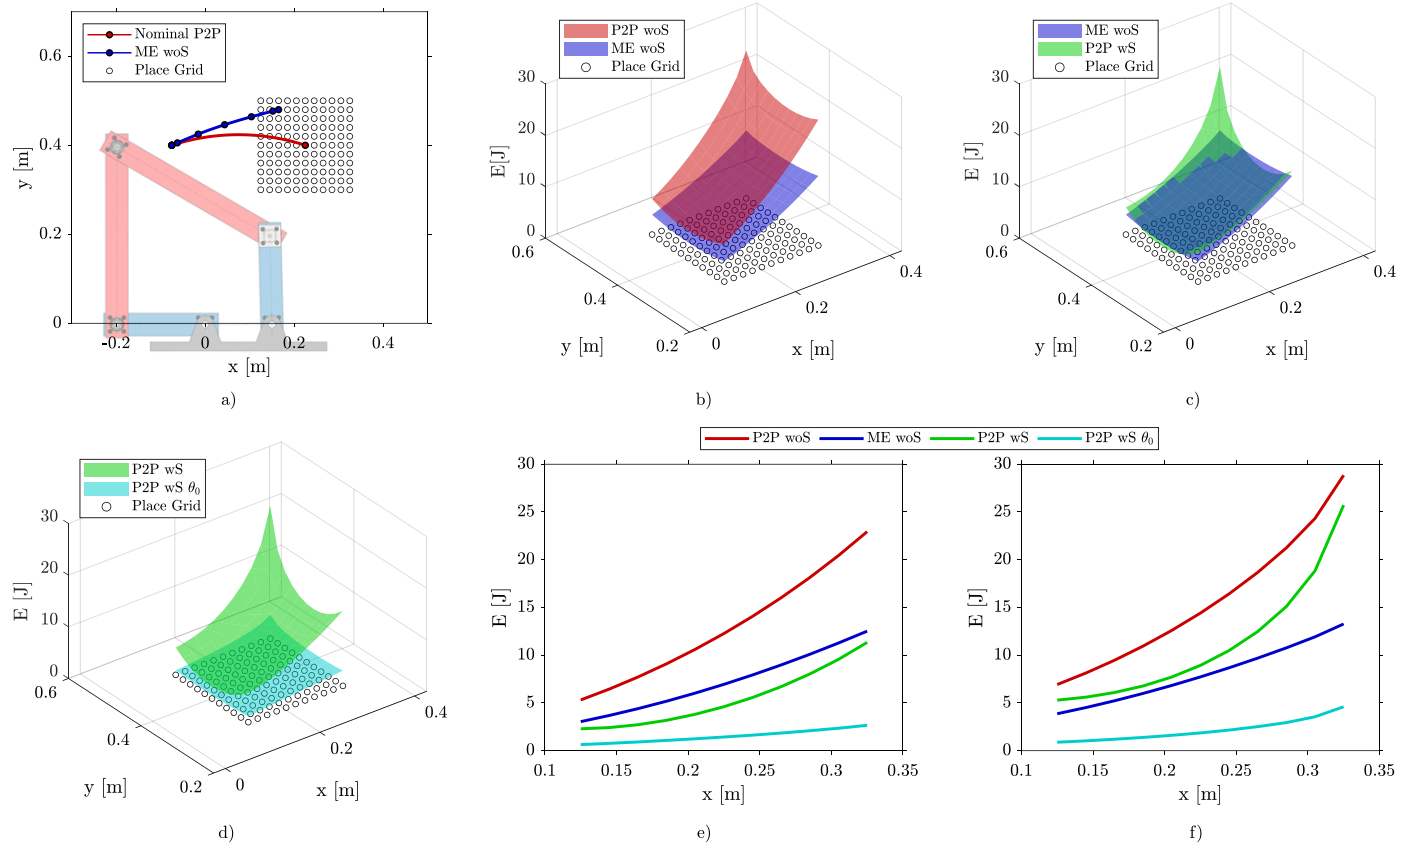 Nominal P2P
ME woS
Place Grid
0.6
0.4
0.2
0
y [m]
-0.2
0
0.2
0.4
x [m]
a)
P2P woS
ME woS
Place Grid
30
20
10
0
E[J]
0.6
0.4
0.2
y [m]
0
0.2
0.4
x [m]
b)
ME woS
P2P wS
Place Grid
30
20
10
0
E [J]
0.6
0.4
0.2
y [m]
0
0.2
0.4
x [m]
c)
P2P wS
P2P wS θ₀
Place Grid
30
20
10
0
E [J]
0.6
0.4
0.2
y [m]
0
0.2
0.4
x [m]
d)
P2P woS ME woS P2P wS P2P wS θ₀
30
25
20
15
10
5
0
E [J]
0.1 0.15 0.2 0.25 0.3 0.35
x [m]
e)
30
25
20
15
10
5
0
E [J]
0.1 0.15 0.2 0.25 0.3 0.35
x [m]
f)